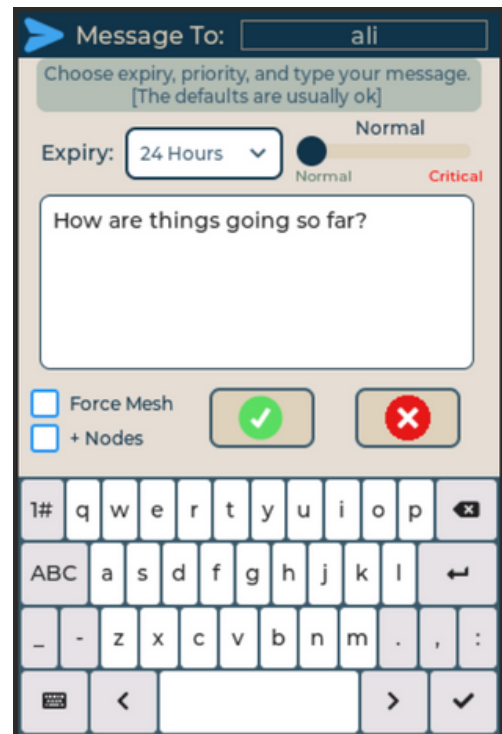 Message To: ali
Choose expiry, priority, and type your message.
[The defaults are usually ok]
Normal
Expiry: 24 Hours
Normal Critical
How are things going so far?
Force Mesh
+ Nodes
1# q w e r t y u i o p
ABC a s d f g h j k l
_ - z x c v b n m . , :
< >